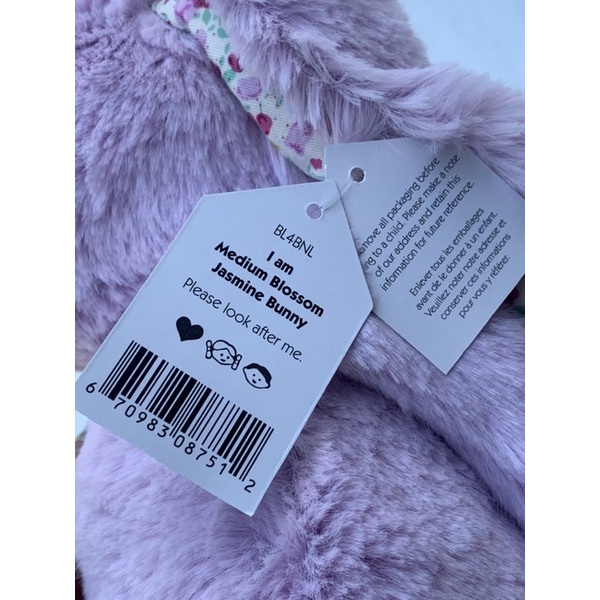 BL4BNL
I am
Medium Blossom
Jasmine Bunny
Please look after me.
6 70983 08751 2
move all packaging before
to a child. Please make a note
of our address and retain this
information for future reference.
Enlever tous les emballages
avant de le donner à un enfant.
Veuillez noter notre adresse et
conserver ces informations
pour vous y référer.